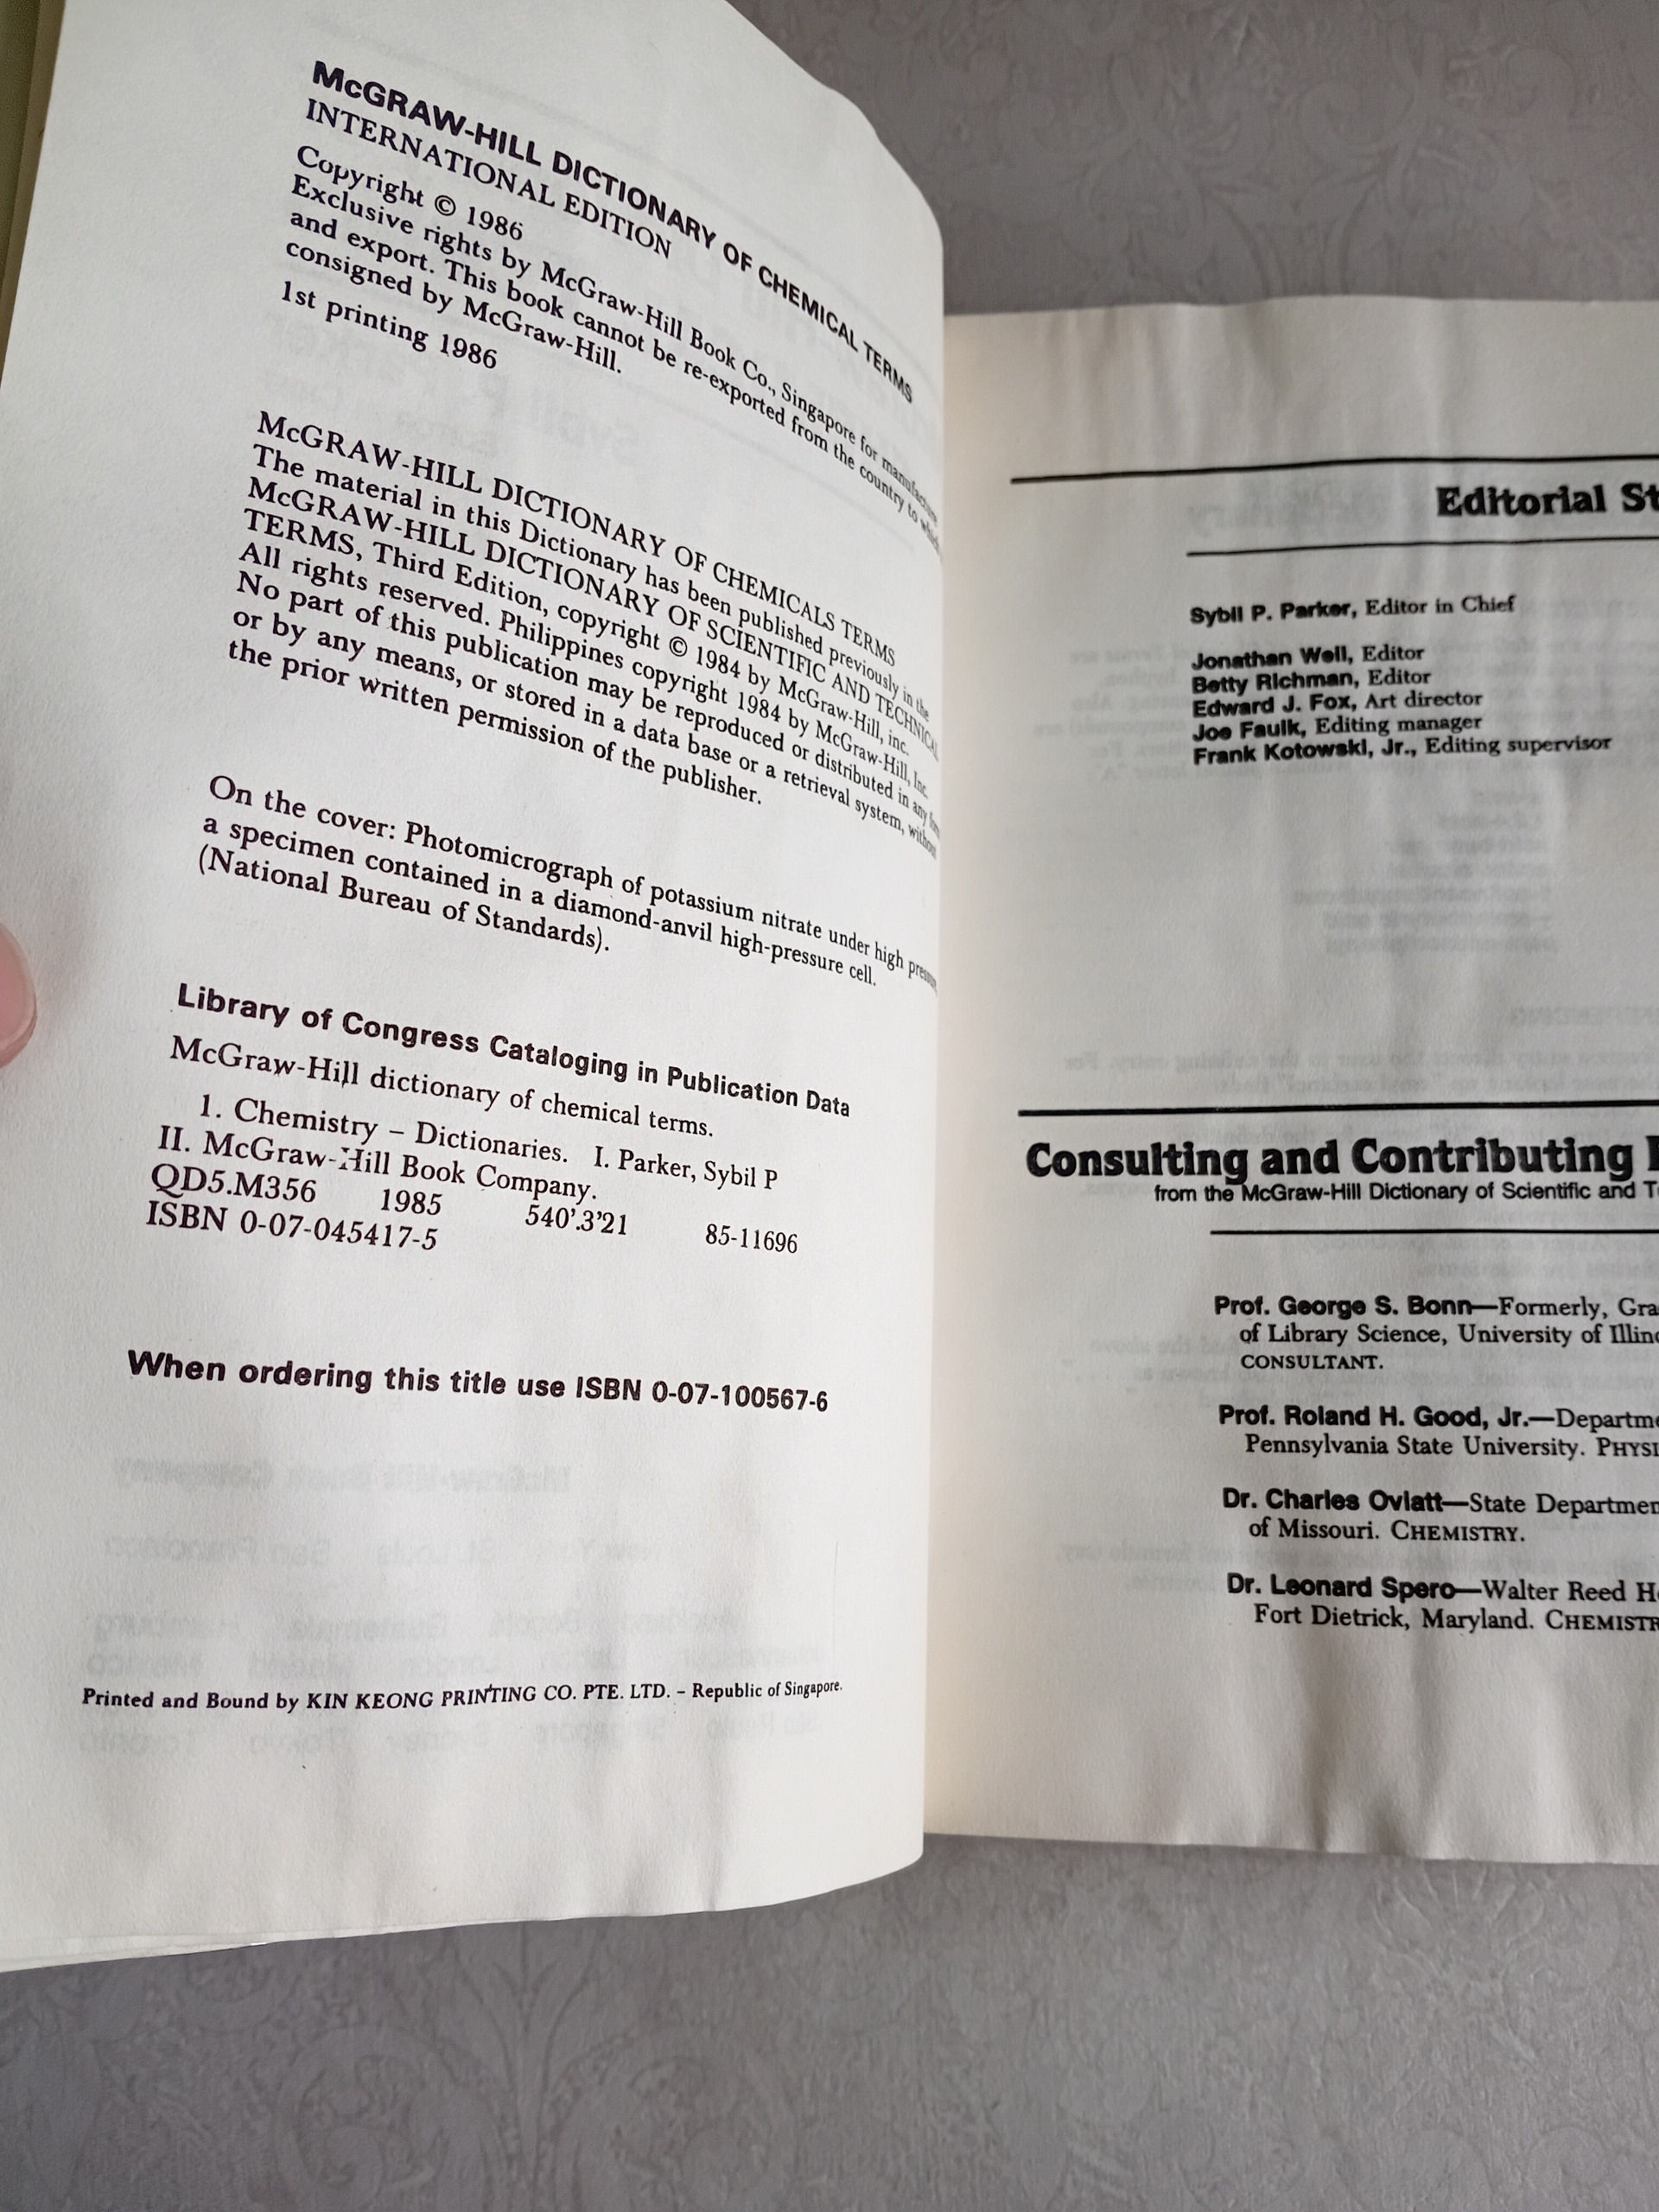 McGRAW-HILL DICTIONARY OF CHEMICAL TERMS
INTERNATIONAL EDITION
Copyright © 1986
Exclusive rights by McGraw-Hill Book Co., Singapore for manufacture
and export. This book cannot be re-exported from the country to which
consigned by McGraw-Hill.
1st printing 1986
McGRAW-HILL DICTIONARY OF CHEMICALS TERMS
The material in this Dictionary has been published previously in the
McGRAW-HILL DICTIONARY OF SCIENTIFIC AND TECHNICAL
TERMS, Third Edition, copyright © 1984 by McGraw-Hill, inc.
All rights reserved. Philippines copyright 1984 by McGraw-Hill, Inc.
No part of this publication may be reproduced or distributed in any form
or by any means, or stored in a data base or a retrieval system, without
the prior written permission of the publisher.
On the cover: Photomicrograph of potassium nitrate under high
a specimen contained in a diamond-anvil high-pressure cell.
(National Bureau of Standards).
Library of Congress Cataloging in Publication Data
McGraw-Hill dictionary of chemical terms.
1. Chemistry – Dictionaries. I. Parker, Sybil P
II. McGraw-Hill Book Company.
QD5.M356 1985 540'.3'21 85-11696
ISBN 0-07-045417-5
When ordering this title use ISBN 0-07-100567-6
Printed and Bound by KIN KEONG PRINTING CO. PTE. LTD. – Republic of Singapore.
Editorial St
Sybil P. Parker, Editor in Chief
Jonathan Weil, Editor
Betty Richman, Editor
Edward J. Fox, Art director
Joe Faulk, Editing manager
Frank Kotowski, Jr., Editing supervisor
Consulting and Contributing
from the McGraw-Hill Dictionary of Scientific and T
Prof. George S. Bonn—Formerly, Gra
of Library Science, University of Illin
CONSULTANT.
Prof. Roland H. Good, Jr.—Departm
Pennsylvania State University. PHYSI
Dr. Charles Oviatt—State Departmen
of Missouri. CHEMISTRY.
Dr. Leonard Spero—Walter Reed H
Fort Dietrick, Maryland. CHEMISTR